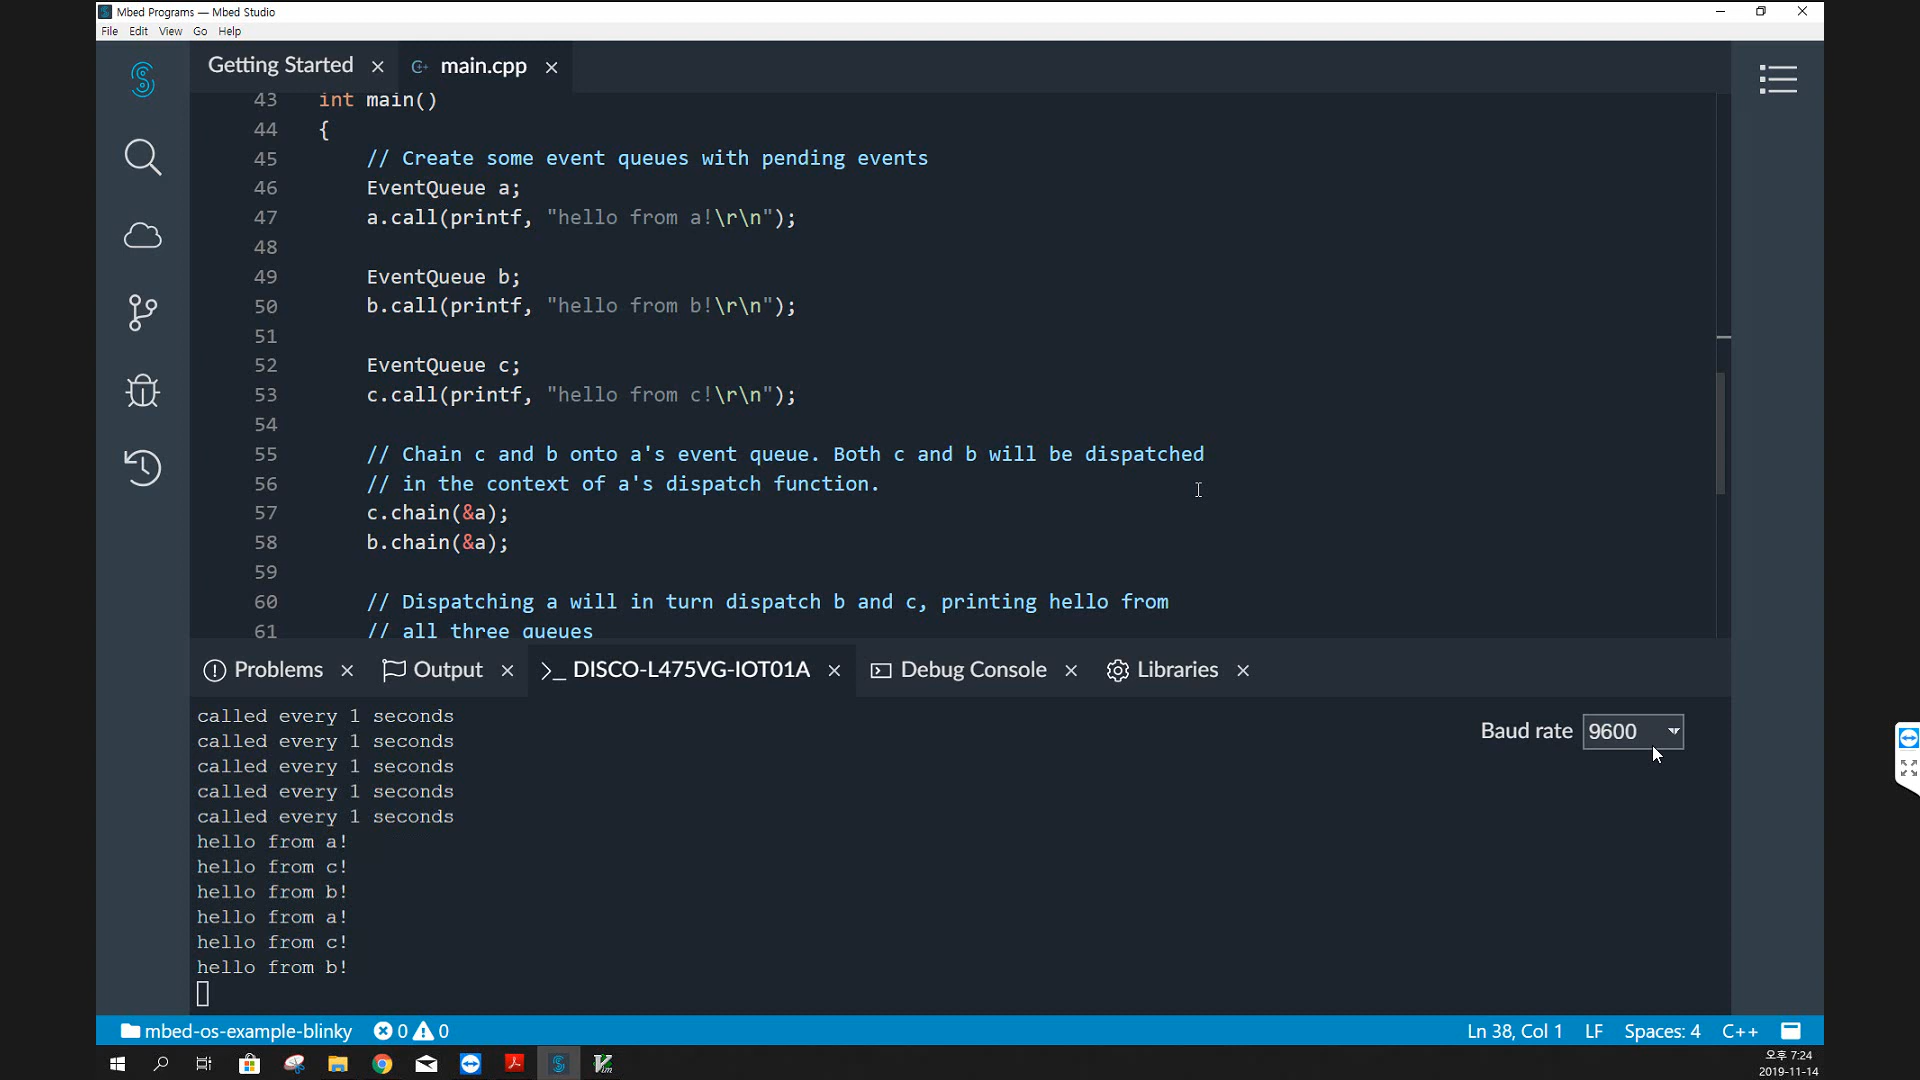 Mbed Programs — Mbed Studio
File Edit View Go Help
Getting Started × main.cpp ×
43 int main()
44 {
45 // Create some event queues with pending events
46 EventQueue a;
47 a.call(printf, "hello from a!\r\n");
48
49 EventQueue b;
50 b.call(printf, "hello from b!\r\n");
51
52 EventQueue c;
53 c.call(printf, "hello from c!\r\n");
54
55 // Chain c and b onto a's event queue. Both c and b will be dispatched
56 // in the context of a's dispatch function.
57 c.chain(&a);
58 b.chain(&a);
59
60 // Dispatching a will in turn dispatch b and c, printing hello from
61 // all three queues
Problems × Output × >_ DISCO-L475VG-IOT01A × Debug Console × Libraries ×
called every 1 seconds
Baud rate 9600
called every 1 seconds
called every 1 seconds
called every 1 seconds
called every 1 seconds
hello from a!
hello from c!
hello from b!
hello from a!
hello from c!
hello from b!
mbed-os-example-blinky 0 0 Ln 38, Col 1 LF Spaces: 4 C++
오후 7:24
2019-11-14